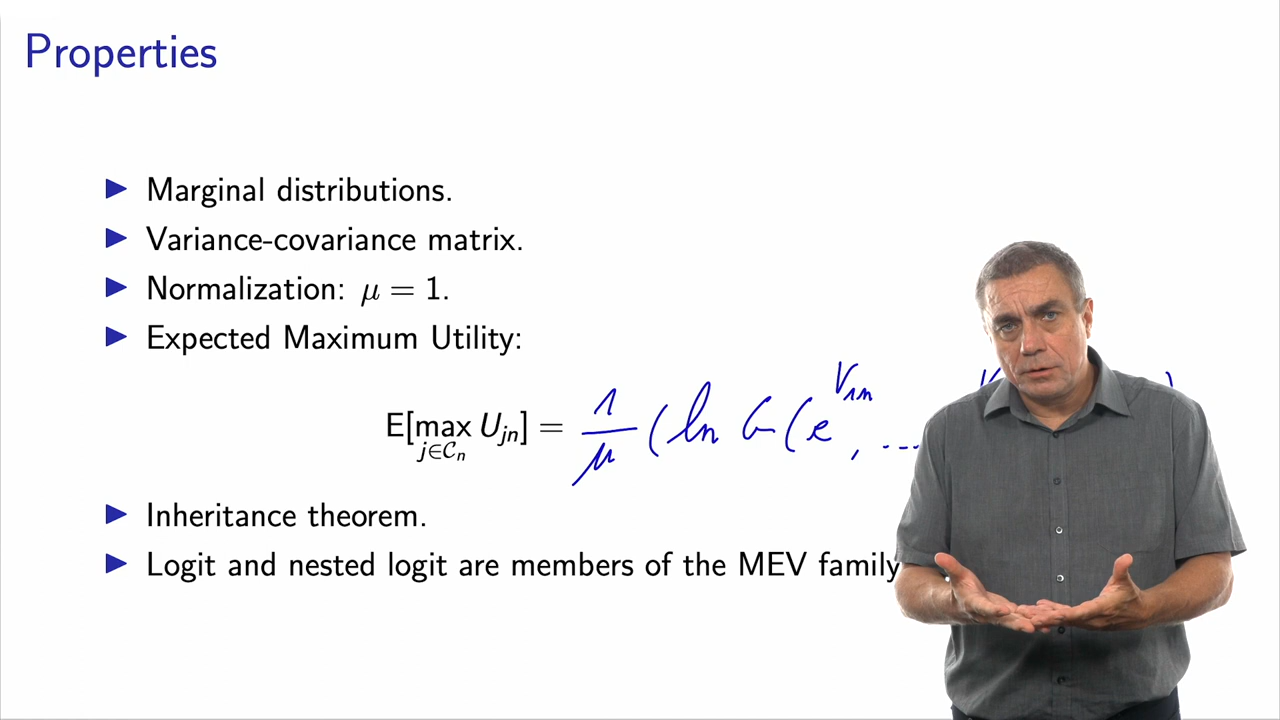 Properties
▶ Marginal distributions.
▶ Variance-covariance matrix.
▶ Normalization: μ = 1.
▶ Expected Maximum Utility:
E[max_{j∈C_n} U_{jn}] = 1/μ (ln G(e^{V_{1n}}, ... )
▶ Inheritance theorem.
▶ Logit and nested logit are members of the MEV family